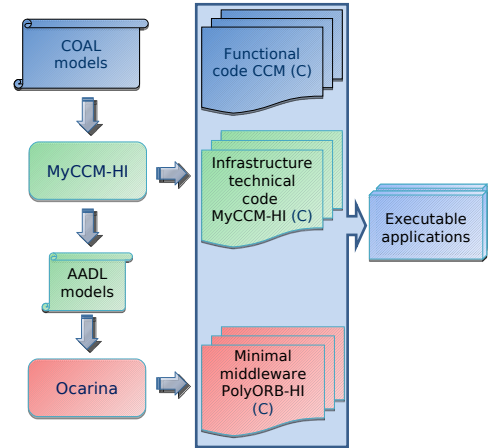 COAL
models
Functional
code CCM (C)
MyCCM-HI
Infrastructure
technical
code
MyCCM-HI (C)
Executable
applications
AADL
models
Ocarina
Minimal
middleware
PolyORB-HI
(C)